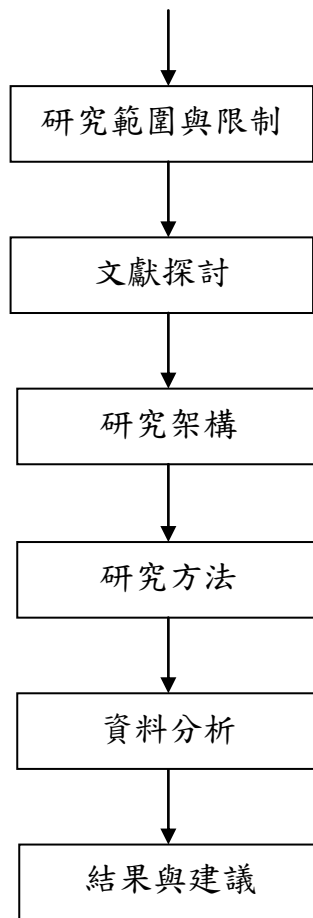 研究範圍與限制
文獻探討
研究架構
研究方法
資料分析
結果與建議